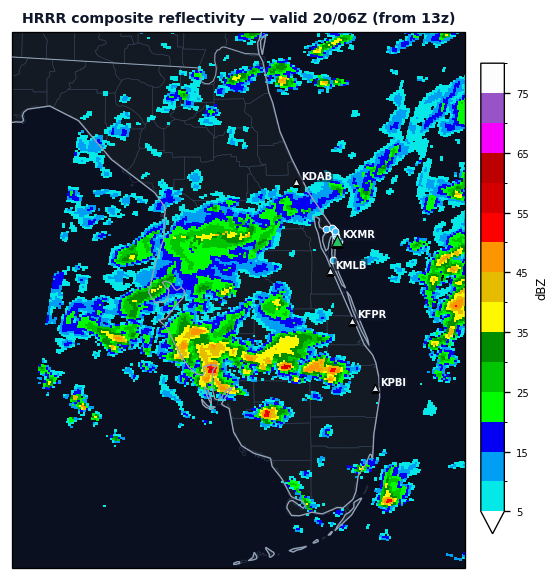 HRRR composite reflectivity — valid 20/06Z (from 13z)
KDAB
KXMR
KMLB
KFPR
KPBI
75
65
55
45
35
25
15
5
dBZ